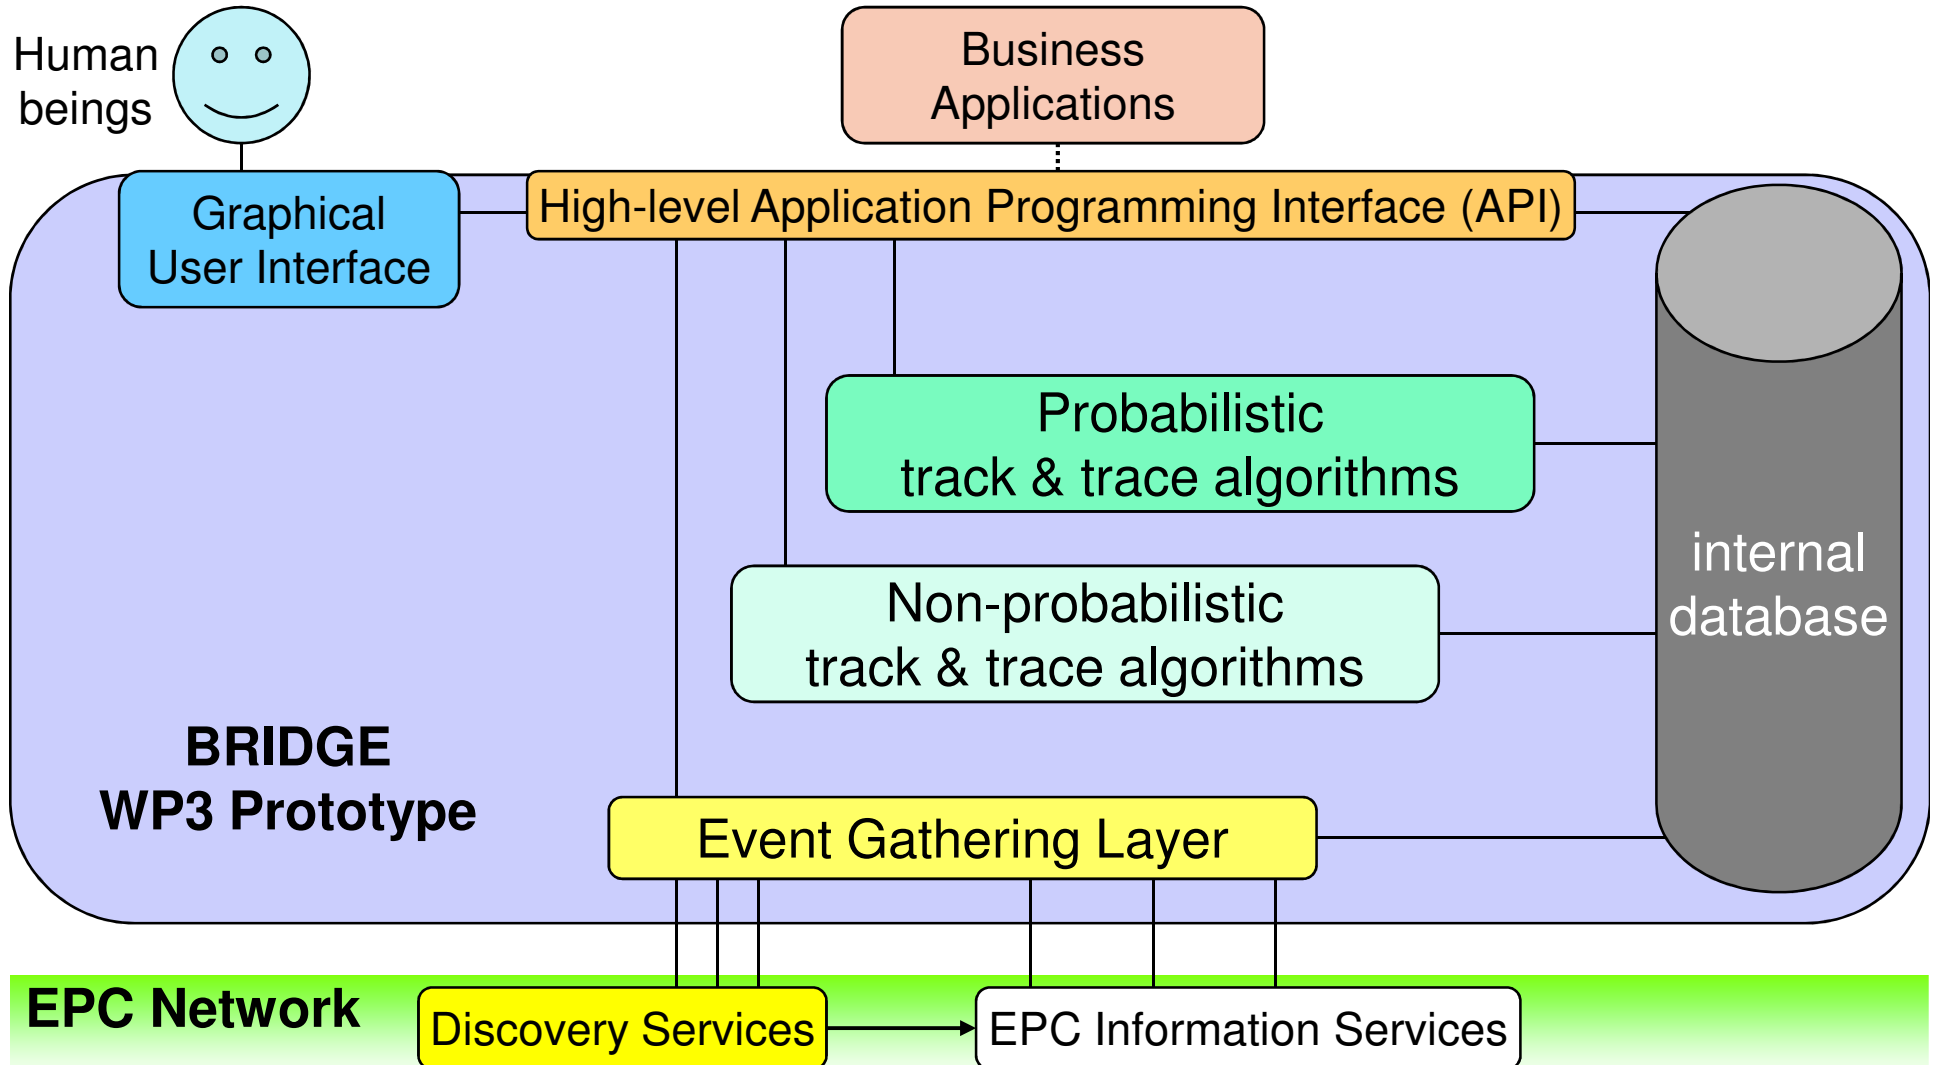 Human
beings
Business
Applications
Graphical
User Interface
High-level Application Programming Interface (API)
Probabilistic
track & trace algorithms
Non-probabilistic
track & trace algorithms
internal
database
BRIDGE
WP3 Prototype
Event Gathering Layer
EPC Network
Discovery Services
EPC Information Services